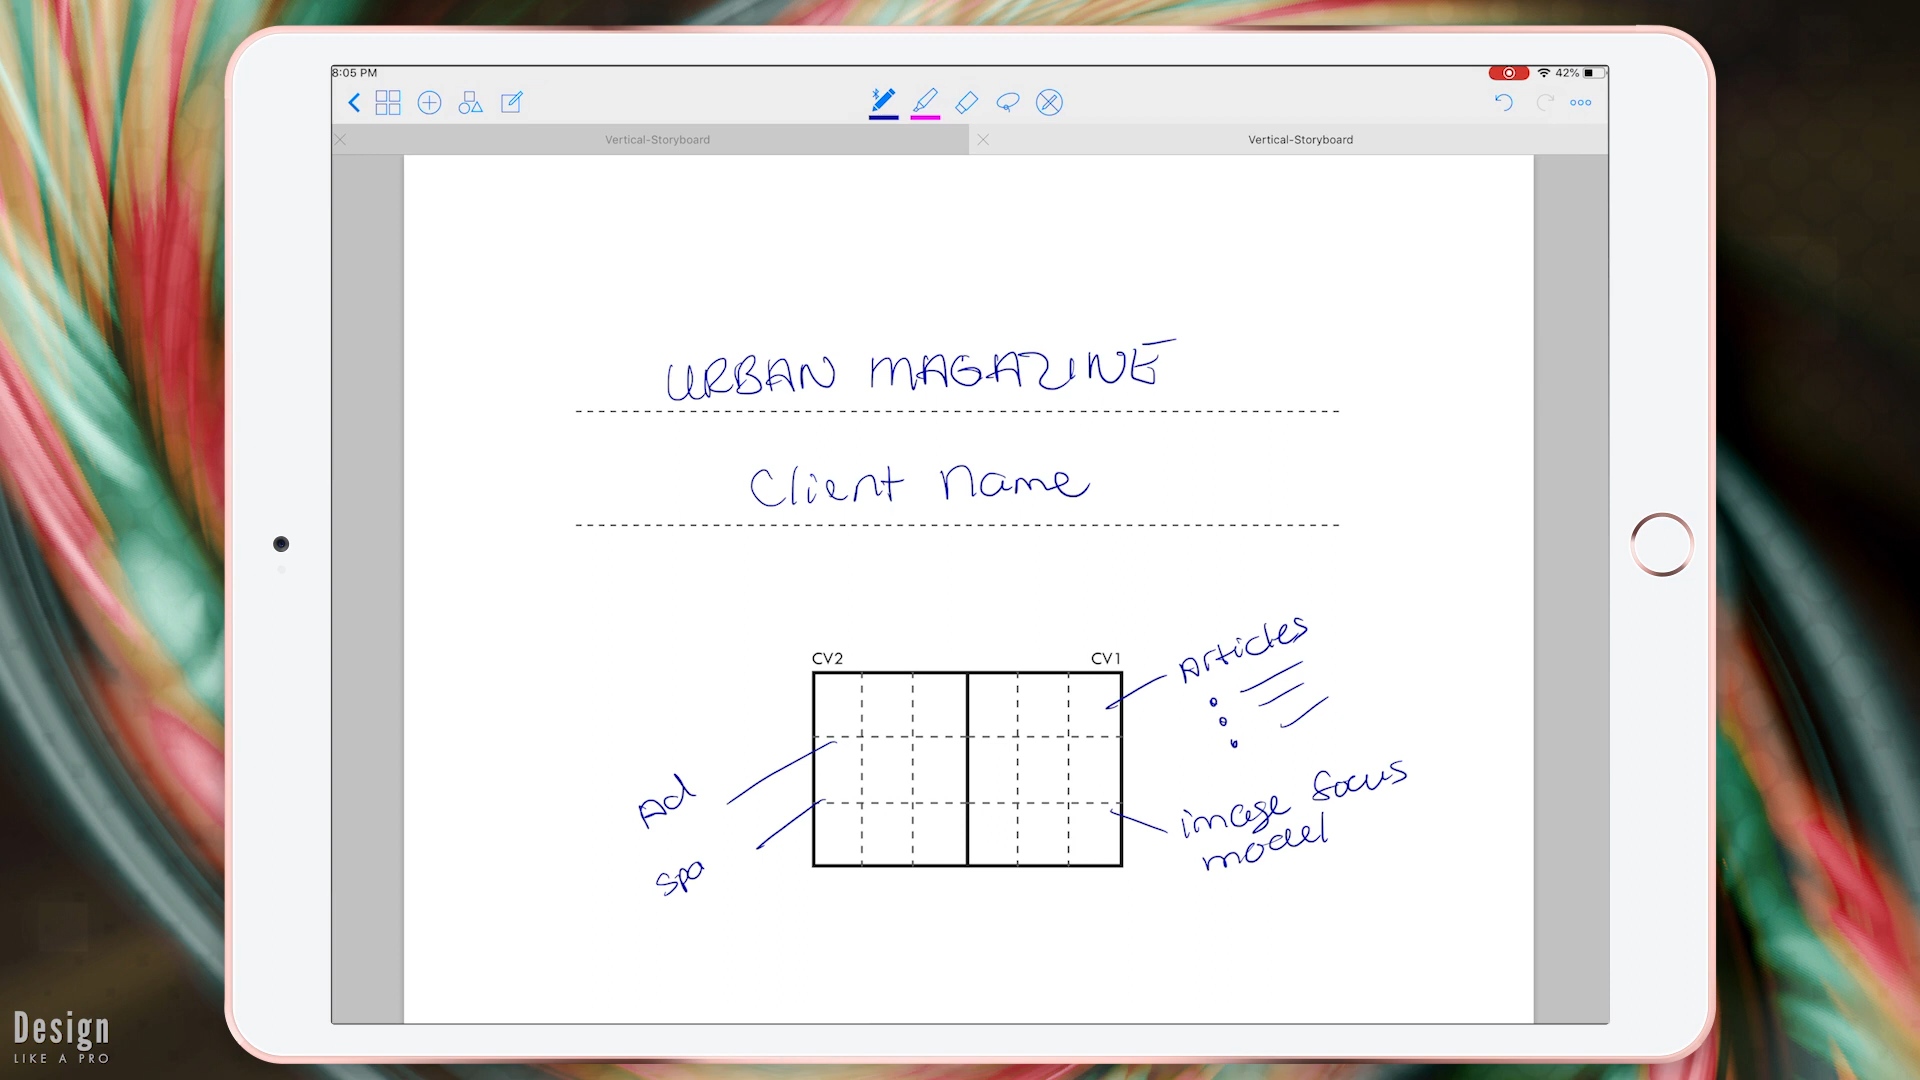 8:05 PM
42%
Vertical-Storyboard
Vertical-Storyboard
URBAN MAGAZINE
Client Name
CV2
CV1
Articles
image focus
model
Ad
Spa
Design
LIKE A PRO